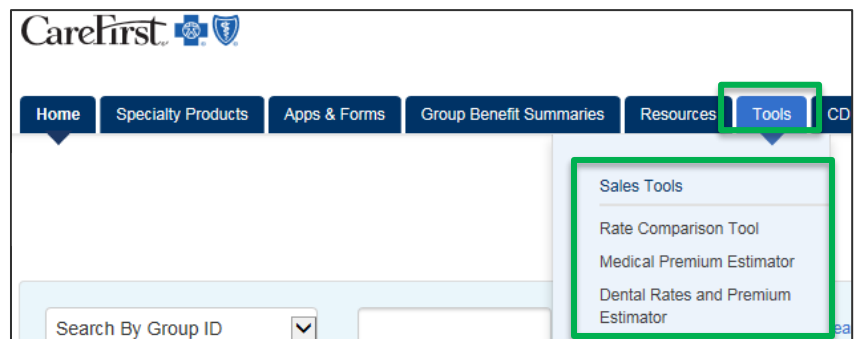 CareFirst
Home Specialty Products Apps & Forms Group Benefit Summaries Resources Tools CD
Sales Tools
Rate Comparison Tool
Medical Premium Estimator
Dental Rates and Premium
Estimator
Search By Group ID